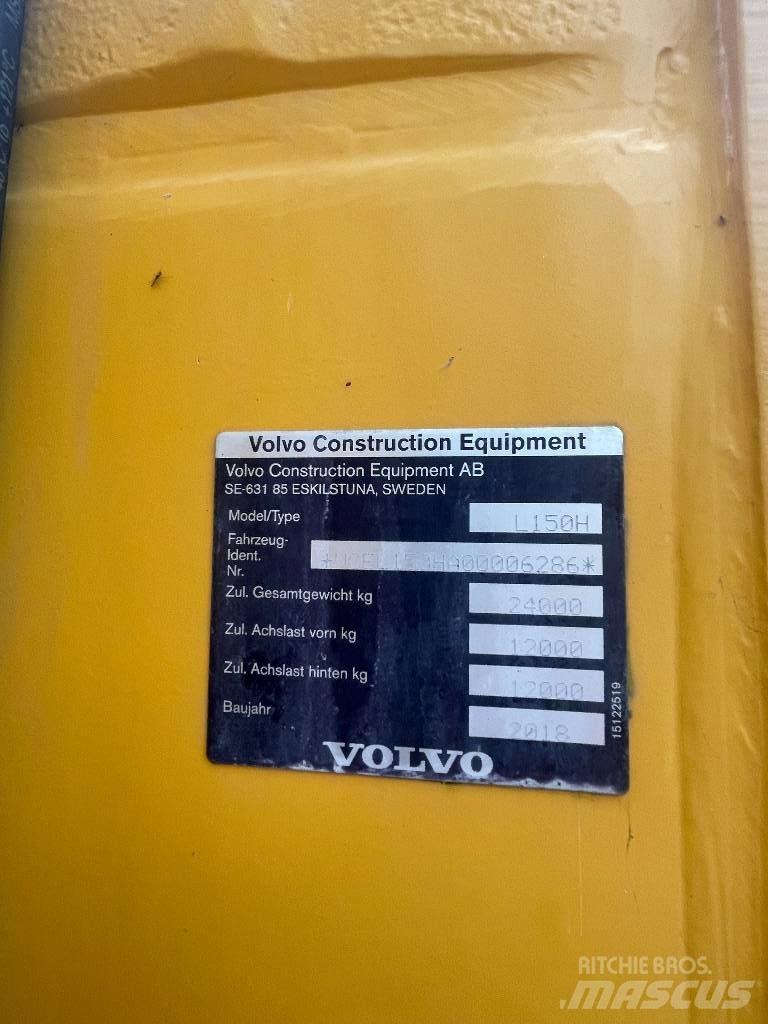 Volvo Construction Equipment
Volvo Construction Equipment AB
SE-631 85 ESKILSTUNA, SWEDEN
Model/Type L150H
Fahrzeug-
Ident. *VCEL150HA00006286*
Nr.
Zul. Gesamtgewicht kg 24000
Zul. Achslast vorn kg 12000
Zul. Achslast hinten kg 12000
Baujahr 2018
15122519
VOLVO
RITCHIE BROS.
MASCUS